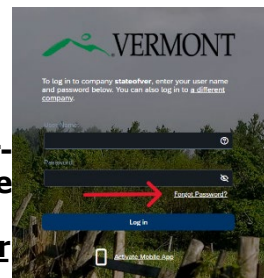 VERMONT
To log in to company stateofver, enter your user name
and password below. You can also log in to a different
company.
User Name
Password
Forgot Password?
Log in
Activate Mobile App
-
e
r